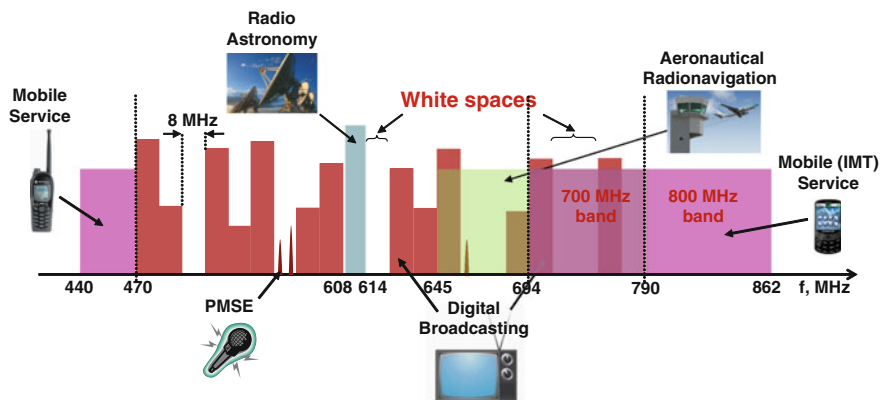 Radio
Astronomy
Aeronautical
Radionavigation
Mobile
Service
8 MHz
White spaces
Mobile (IMT)
Service
700 MHz
band
800 MHz
band
440
470
608
614
645
694
790
862
f, MHz
PMSE
Digital
Broadcasting